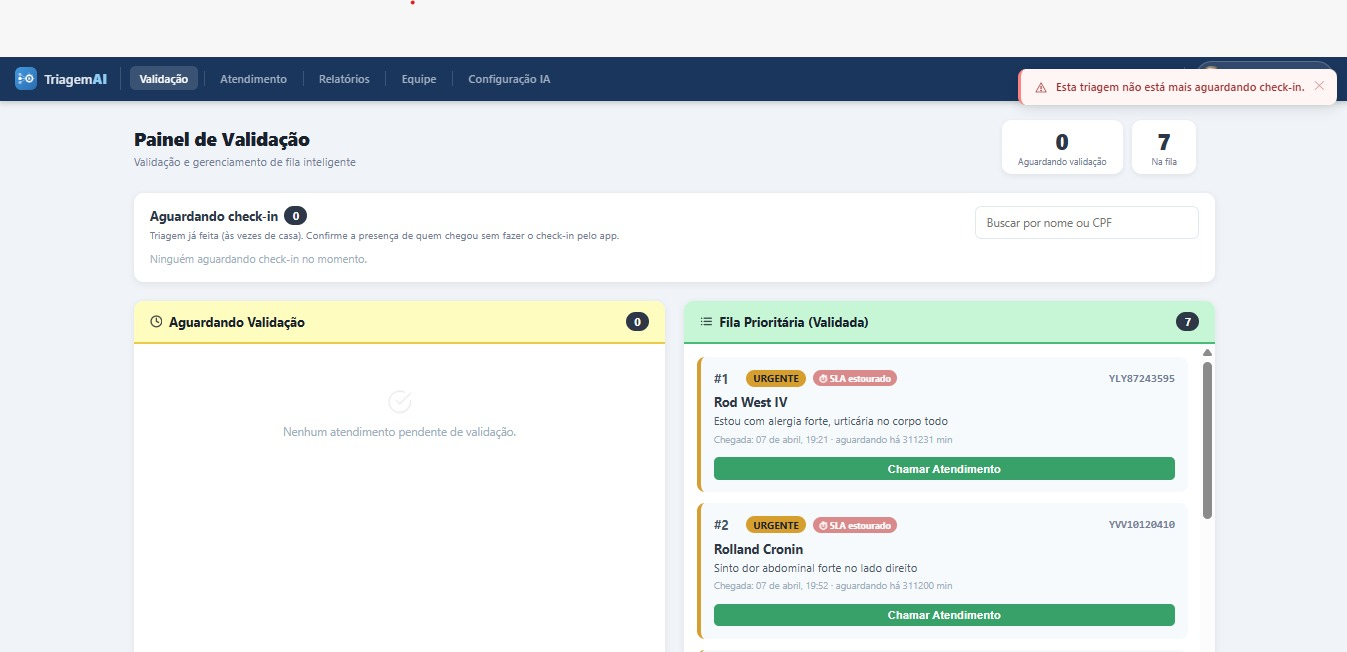 TriagemAI
Validação
Atendimento
Relatórios
Equipe
Configuração IA
Esta triagem não está mais aguardando check-in.
Painel de Validação
Validação e gerenciamento de fila inteligente
0
Aguardando validação
7
Na fila
Aguardando check-in 0
Triagem já feita (às vezes de casa). Confirme a presença de quem chegou sem fazer o check-in pelo app.
Ninguém aguardando check-in no momento.
Buscar por nome ou CPF
Aguardando Validação 0
Nenhum atendimento pendente de validação.
Fila Prioritária (Validada) 7
#1 URGENTE SLA estourado YLY87243595
Rod West IV
Estou com alergia forte, urticária no corpo todo
Chegada: 07 de abril, 19:21 · aguardando há 311231 min
Chamar Atendimento
#2 URGENTE SLA estourado YVV10120410
Rolland Cronin
Sinto dor abdominal forte no lado direito
Chegada: 07 de abril, 19:52 · aguardando há 311200 min
Chamar Atendimento